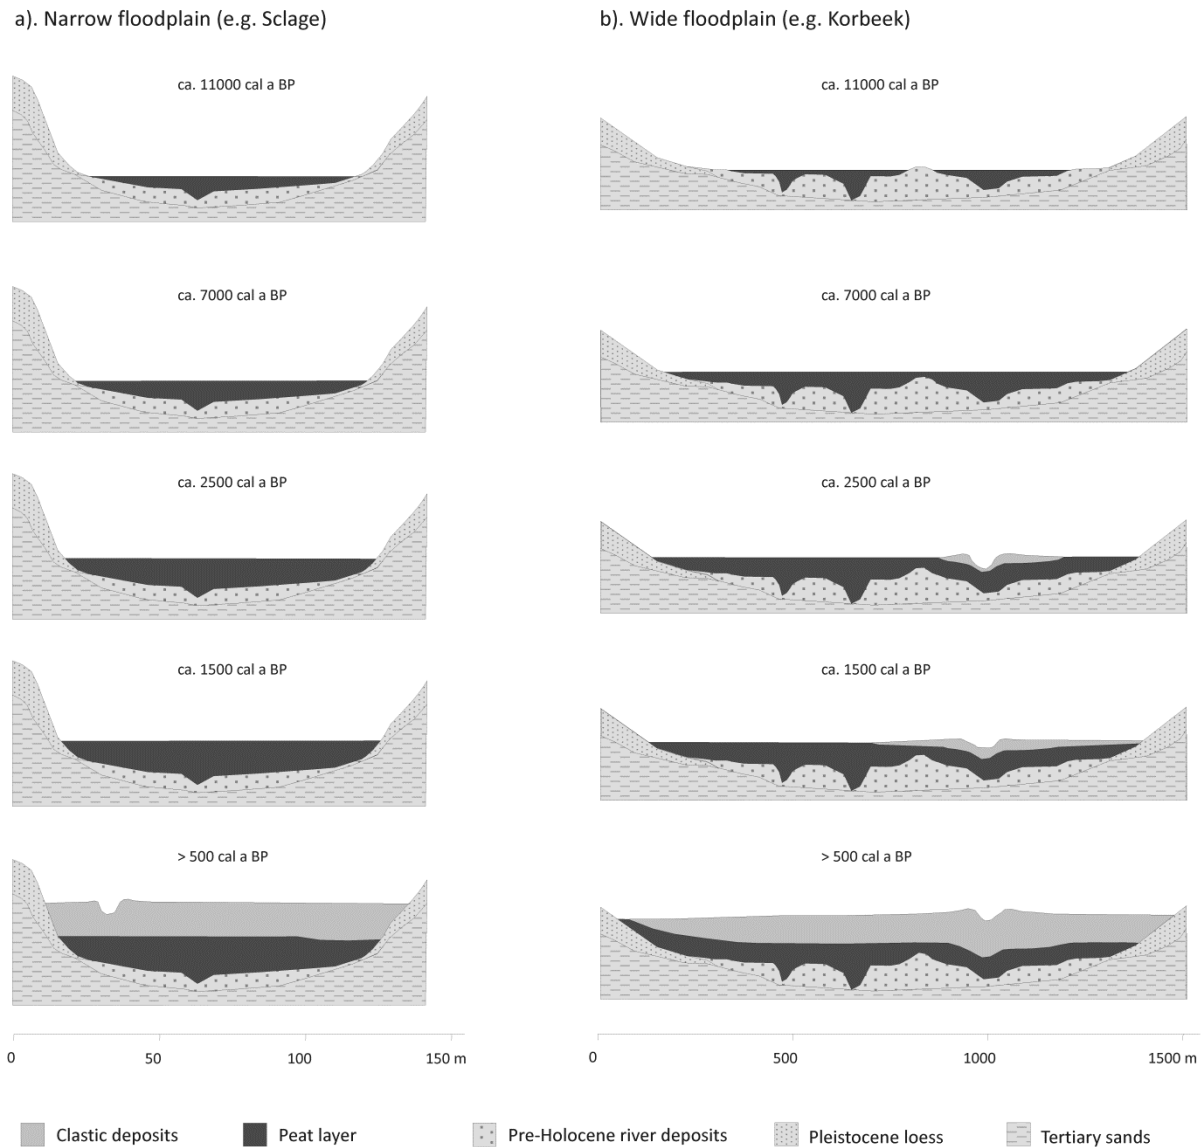 a). Narrow floodplain (e.g. Sclage)
b). Wide floodplain (e.g. Korbeek)
ca. 11000 cal a BP
ca. 11000 cal a BP
ca. 7000 cal a BP
ca. 7000 cal a BP
ca. 2500 cal a BP
ca. 2500 cal a BP
ca. 1500 cal a BP
ca. 1500 cal a BP
> 500 cal a BP
> 500 cal a BP
0 50 100 150 m
0 500 1000 1500 m
Clastic deposits
Peat layer
Pre-Holocene river deposits
Pleistocene loess
Tertiary sands